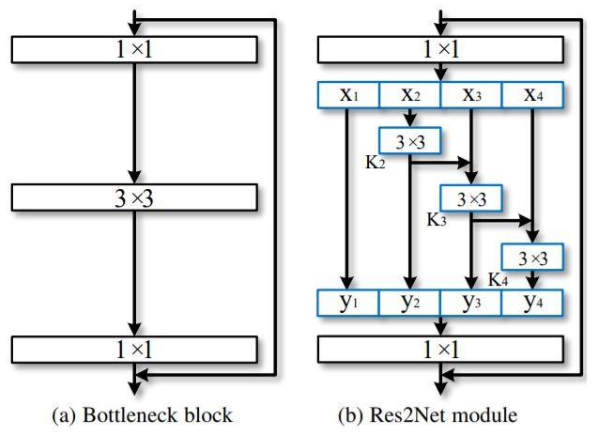 1×1
3×3
1×1
(a) Bottleneck block
1×1
x1 x2 x3 x4
3×3
K2
3×3
K3
3×3
K4
y1 y2 y3 y4
1×1
(b) Res2Net module